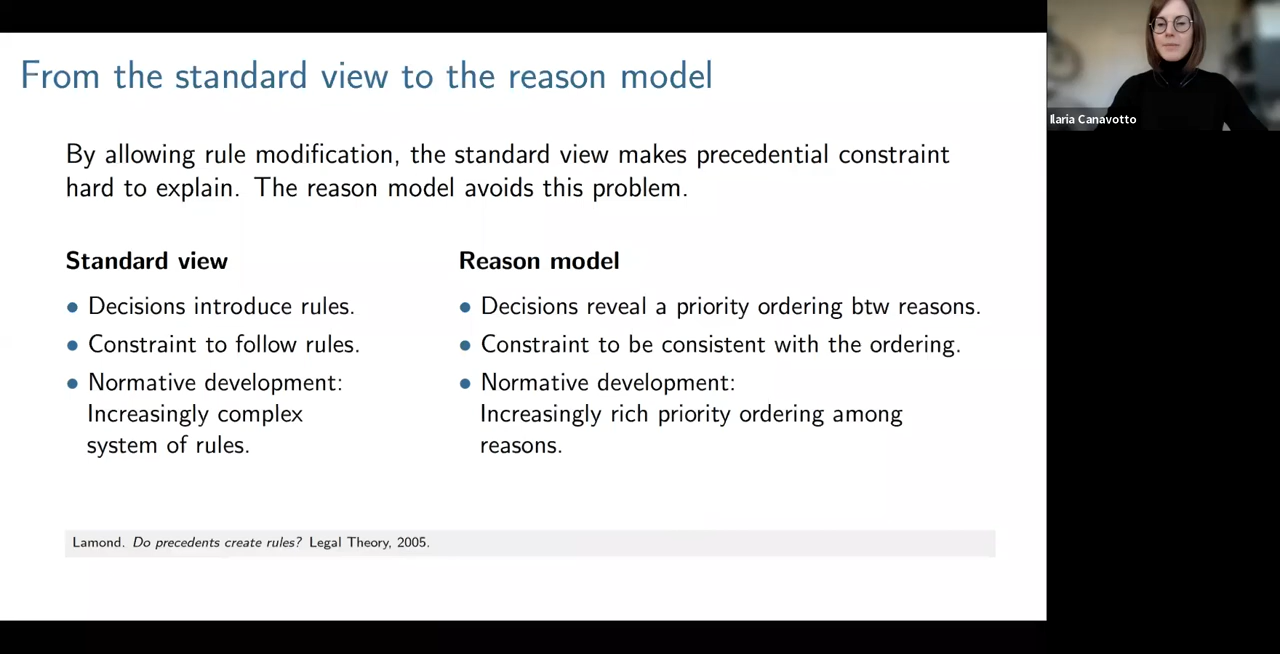 From the standard view to the reason model
Ilaria Canavotto
By allowing rule modification, the standard view makes precedential constraint
hard to explain. The reason model avoids this problem.
Standard view
• Decisions introduce rules.
• Constraint to follow rules.
• Normative development:
Increasingly complex
system of rules.
Reason model
• Decisions reveal a priority ordering btw reasons.
• Constraint to be consistent with the ordering.
• Normative development:
Increasingly rich priority ordering among
reasons.
Lamond. Do precedents create rules? Legal Theory, 2005.